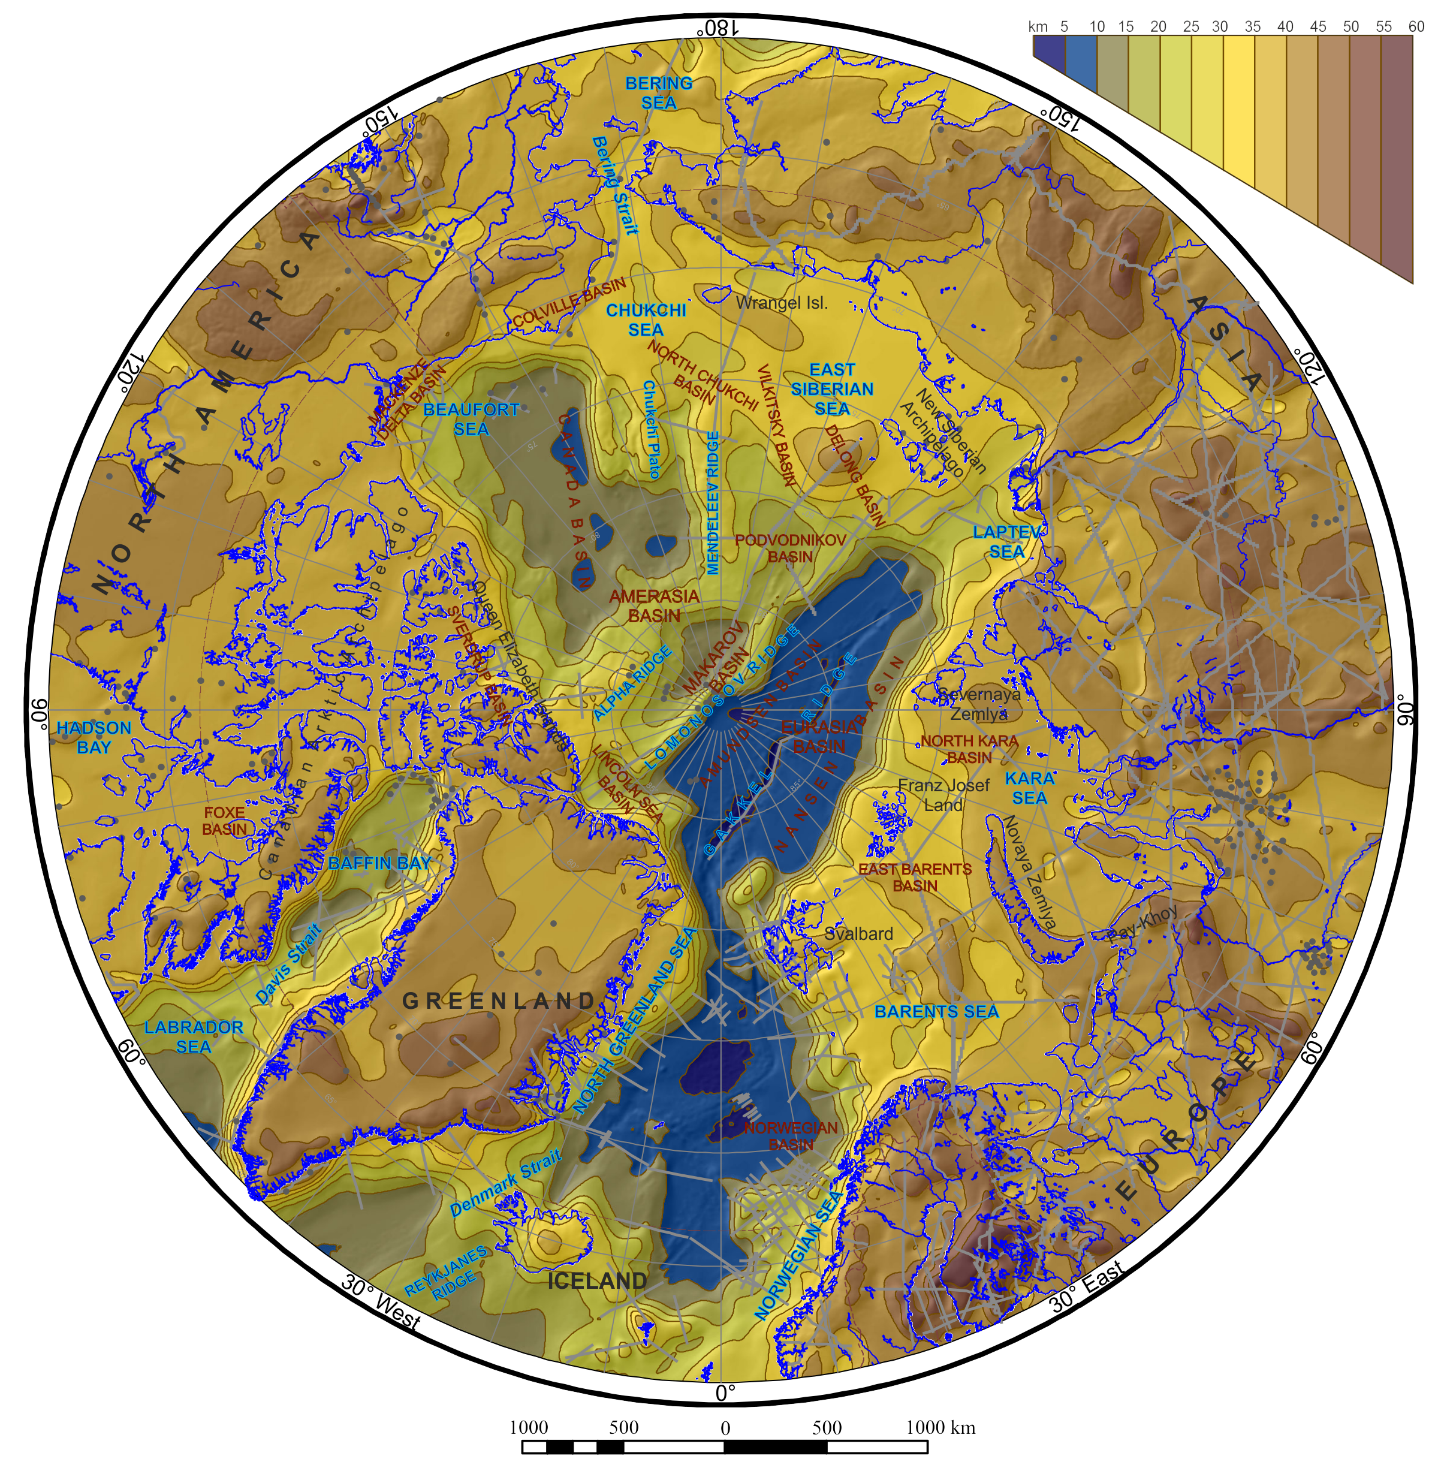 km 5 10 15 20 25 30 35 40 45 50 55 60
180°
150°
150°
120°
120°
90°
90°
60°
60°
30° West
30° East
0°
BERING
SEA
Bering Strait
NORTH AMERICA
ASIA
EUROPE
COLVILLE BASIN
CHUKCHI
SEA
Wrangel Isl.
NORTH CHUKCHI
BASIN
VILKITSKY BASIN
EAST
SIBERIAN
SEA
MACKENZIE
DELTA BASIN
BEAUFORT
SEA
CANADA BASIN
Chukchi Plato
MENDELEEV RIDGE
DELONG BASIN
New Siberian
Archipelago
LAPTEV
SEA
PODVODNIKOV
BASIN
AMERASIA
BASIN
MAKAROV
BASIN
ALPHA RIDGE
LOMONOSOV RIDGE
AMUNDSEN BASIN
EURASIA
BASIN
GAKKEL RIDGE
NANSEN BASIN
Queen Elizabeth Islands
SVERDRUP BASIN
Canadian Arktic Archipelago
LINCOLN SEA
BASIN
HADSON
BAY
FOXE
BASIN
BAFFIN BAY
Davis Strait
LABRADOR
SEA
GREENLAND
NORTH GREENLAND SEA
Severnaya
Zemlya
NORTH KARA
BASIN
KARA
SEA
Franz Josef
Land
EAST BARENTS
BASIN
Novaya Zemlya
Pay-Khoy
Svalbard
BARENTS SEA
NORWEGIAN
BASIN
NORWEGIAN SEA
Denmark Strait
REYKJANES
RIDGE
ICELAND
1000 500 0 500 1000 km